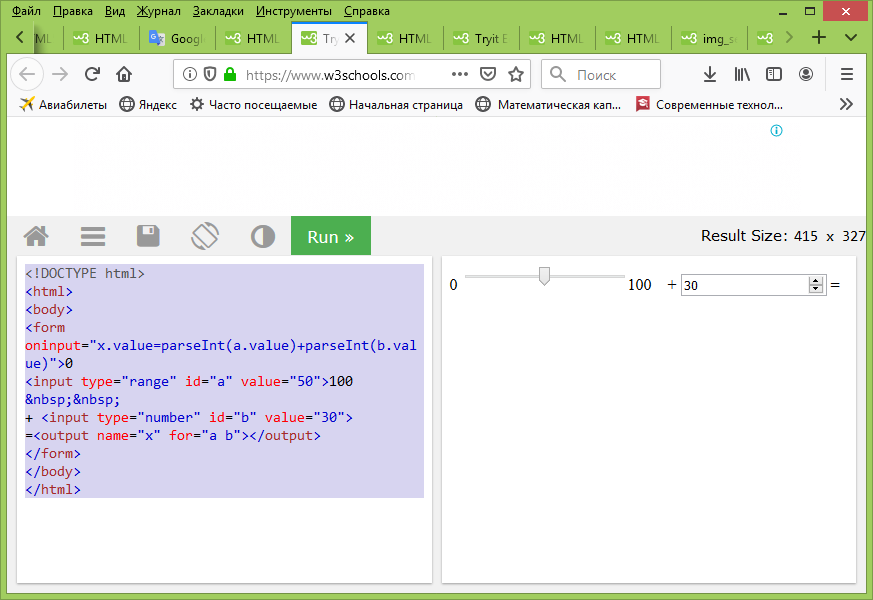 Файл Правка Вид Журнал Закладки Инструменты Справка
HTML Googl HTML Try HTML Tryit E HTML HTML img_s
https://www.w3schools.com Поиск
Авиабилеты Яндекс Часто посещаемые Начальная страница Математическая кап... Современные технол...
Run » Result Size: 415 x 327
<!DOCTYPE html>
<html>
<body>
<form
oninput="x.value=parseInt(a.value)+parseInt(b.val
ue)">0
<input type="range" id="a" value="50">100
&nbsp;&nbsp;
+ <input type="number" id="b" value="30">
=<output name="x" for="a b"></output>
</form>
</body>
</html>
0 100 + 30 =